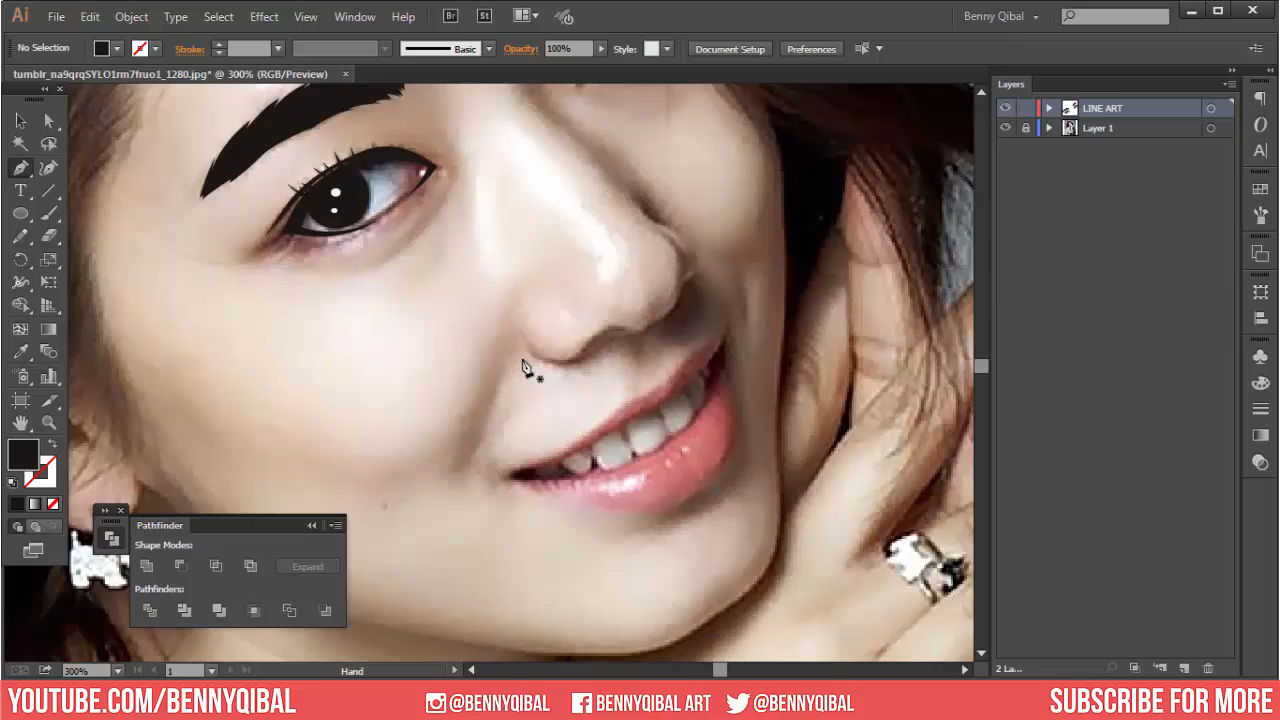 Ai File Edit Object Type Select Effect View Window Help Br St Benny Qibal
No Selection Stroke: Basic Opacity: 100% Style: Document Setup Preferences
tumblr_na9qrqSYLO1rm7fruo1_1280.jpg* @ 300% (RGB/Preview)
Layers
LINE ART
Layer 1
Pathfinder
Shape Modes:
Expand
Pathfinders:
2 La...
300% 1 Hand
YOUTUBE.COM/BENNYQIBAL @BENNYQIBAL BENNYQIBAL ART @BENNYQIBAL SUBSCRIBE FOR MORE